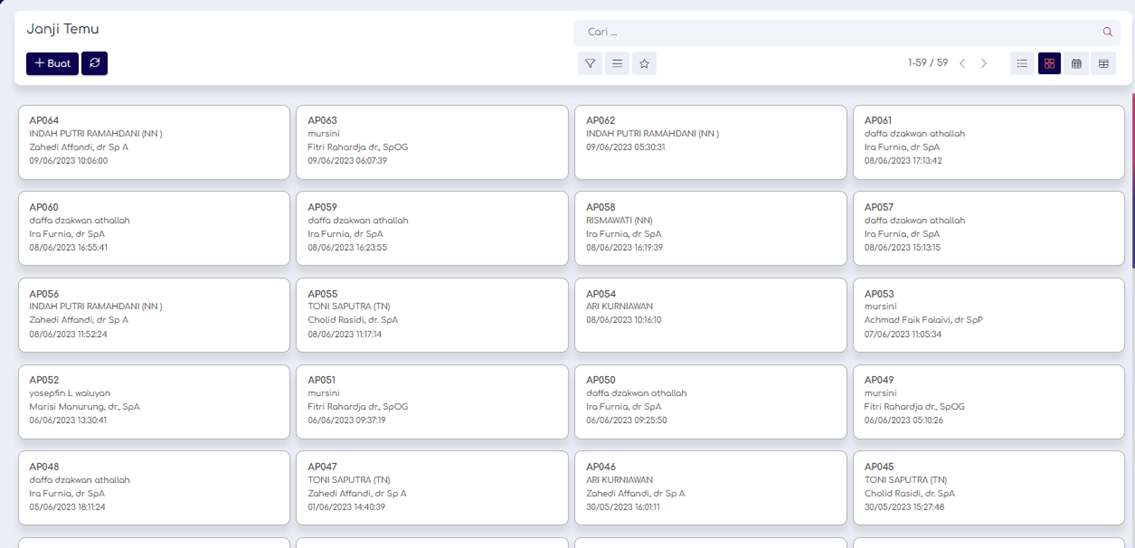 Janji Temu
Cari ...
Buat
1-59 / 59
AP064
INDAH PUTRI RAMAHDANI (NN )
Zahedi Affandi, dr Sp A
09/06/2023 10:06:00
AP063
mursini
Fitri Rahardja dr., SpOG
09/06/2023 06:07:39
AP062
INDAH PUTRI RAMAHDANI (NN )
09/06/2023 05:30:31
AP061
daffa dzakwan athallah
Ira Furnia, dr SpA
08/06/2023 17:13:42
AP060
daffa dzakwan athallah
Ira Furnia, dr SpA
08/06/2023 16:55:41
AP059
daffa dzakwan athallah
Ira Furnia, dr SpA
08/06/2023 16:23:55
AP058
RISMAWATI (NN)
Ira Furnia, dr SpA
08/06/2023 16:19:39
AP057
daffa dzakwan athallah
Ira Furnia, dr SpA
08/06/2023 15:13:15
AP056
INDAH PUTRI RAMAHDANI (NN )
Zahedi Affandi, dr Sp A
08/06/2023 11:52:24
AP055
TONI SAPUTRA (TN)
Cholid Rasidi, dr. SpA
08/06/2023 11:17:14
AP054
ARI KURNIAWAN
08/06/2023 10:16:10
AP053
mursini
Achmad Faik Falaivi, dr SpP
07/06/2023 11:05:34
AP052
yosepfin L waluyan
Marisi Manurung, dr., SpA
06/06/2023 13:30:41
AP051
mursini
Fitri Rahardja dr., SpOG
06/06/2023 09:37:19
AP050
daffa dzakwan athallah
Ira Furnia, dr SpA
06/06/2023 09:25:50
AP049
mursini
Fitri Rahardja dr., SpOG
06/06/2023 05:10:26
AP048
daffa dzakwan athallah
Ira Furnia, dr SpA
05/06/2023 18:11:24
AP047
TONI SAPUTRA (TN)
Zahedi Affandi, dr Sp A
01/06/2023 14:40:39
AP046
ARI KURNIAWAN
Zahedi Affandi, dr Sp A
30/05/2023 16:01:11
AP045
TONI SAPUTRA (TN)
Cholid Rasidi, dr. SpA
30/05/2023 15:27:48